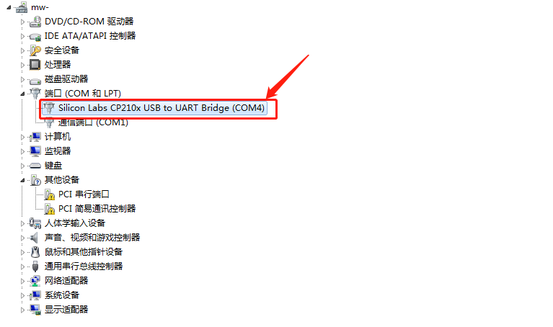 mw-
DVD/CD-ROM 驱动器
IDE ATA/ATAPI 控制器
安全设备
处理器
磁盘驱动器
端口 (COM 和 LPT)
Silicon Labs CP210x USB to UART Bridge (COM4)
通信端口 (COM1)
计算机
监视器
键盘
其他设备
PCI 串行端口
PCI 简易通讯控制器
人体学输入设备
声音、视频和游戏控制器
鼠标和其他指针设备
通用串行总线控制器
网络适配器
系统设备
显示适配器